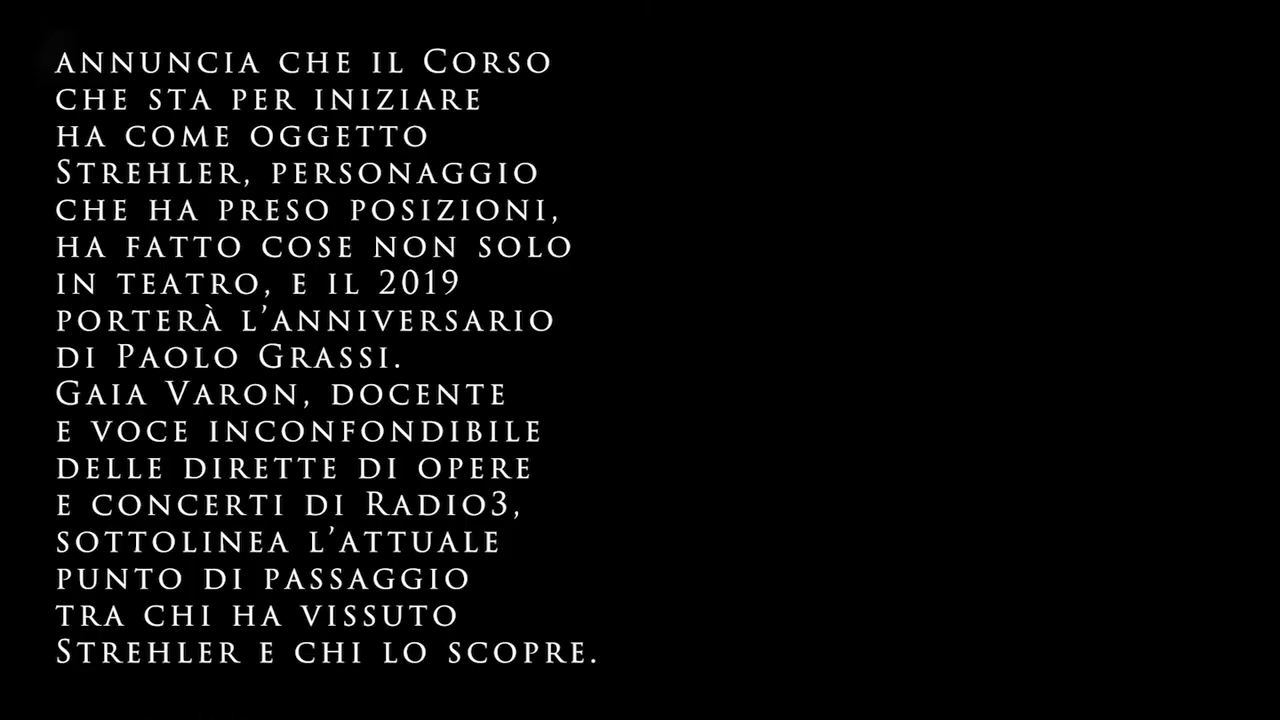 annuncia che il Corso
che sta per iniziare
ha come oggetto
Strehler, personaggio
che ha preso posizioni,
ha fatto cose non solo
in teatro, e il 2019
porterà l’anniversario
di Paolo Grassi.
Gaia Varon, docente
e voce inconfondibile
delle dirette di opere
e concerti di Radio3,
sottolinea l’attuale
punto di passaggio
tra chi ha vissuto
Strehler e chi lo scopre.